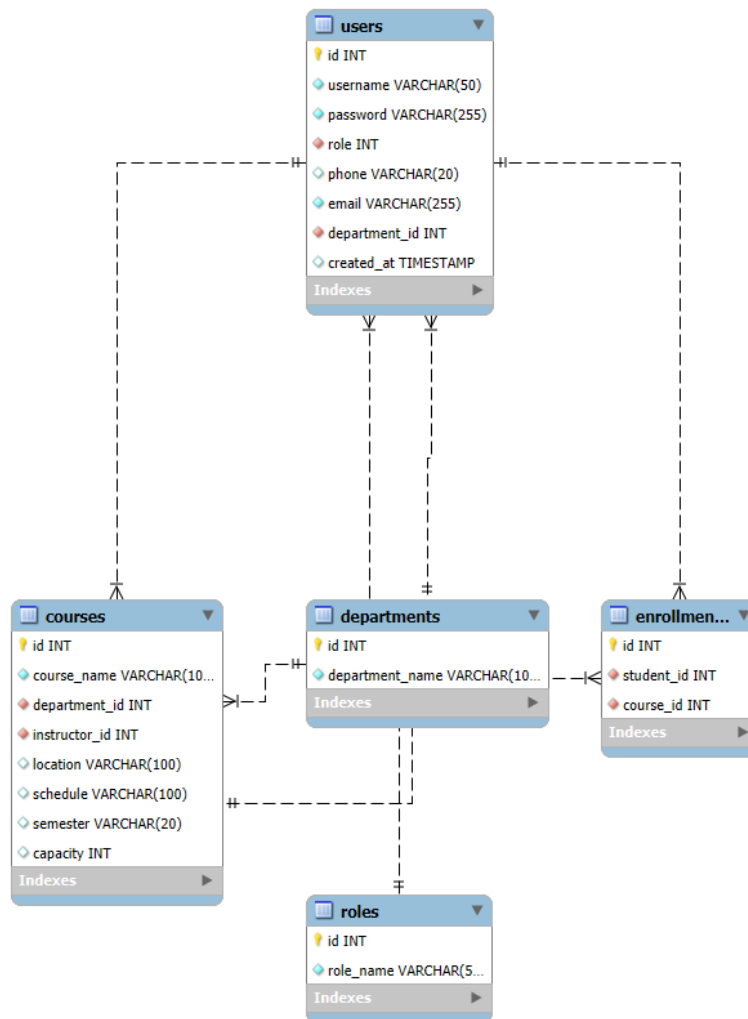 users
id INT
username VARCHAR(50)
password VARCHAR(255)
role INT
phone VARCHAR(20)
email VARCHAR(255)
department_id INT
created_at TIMESTAMP
Indexes
courses
id INT
course_name VARCHAR(10...
department_id INT
instructor_id INT
location VARCHAR(100)
schedule VARCHAR(100)
semester VARCHAR(20)
capacity INT
Indexes
departments
id INT
department_name VARCHAR(10...
Indexes
enrollmen...
id INT
student_id INT
course_id INT
Indexes
roles
id INT
role_name VARCHAR(5...
Indexes